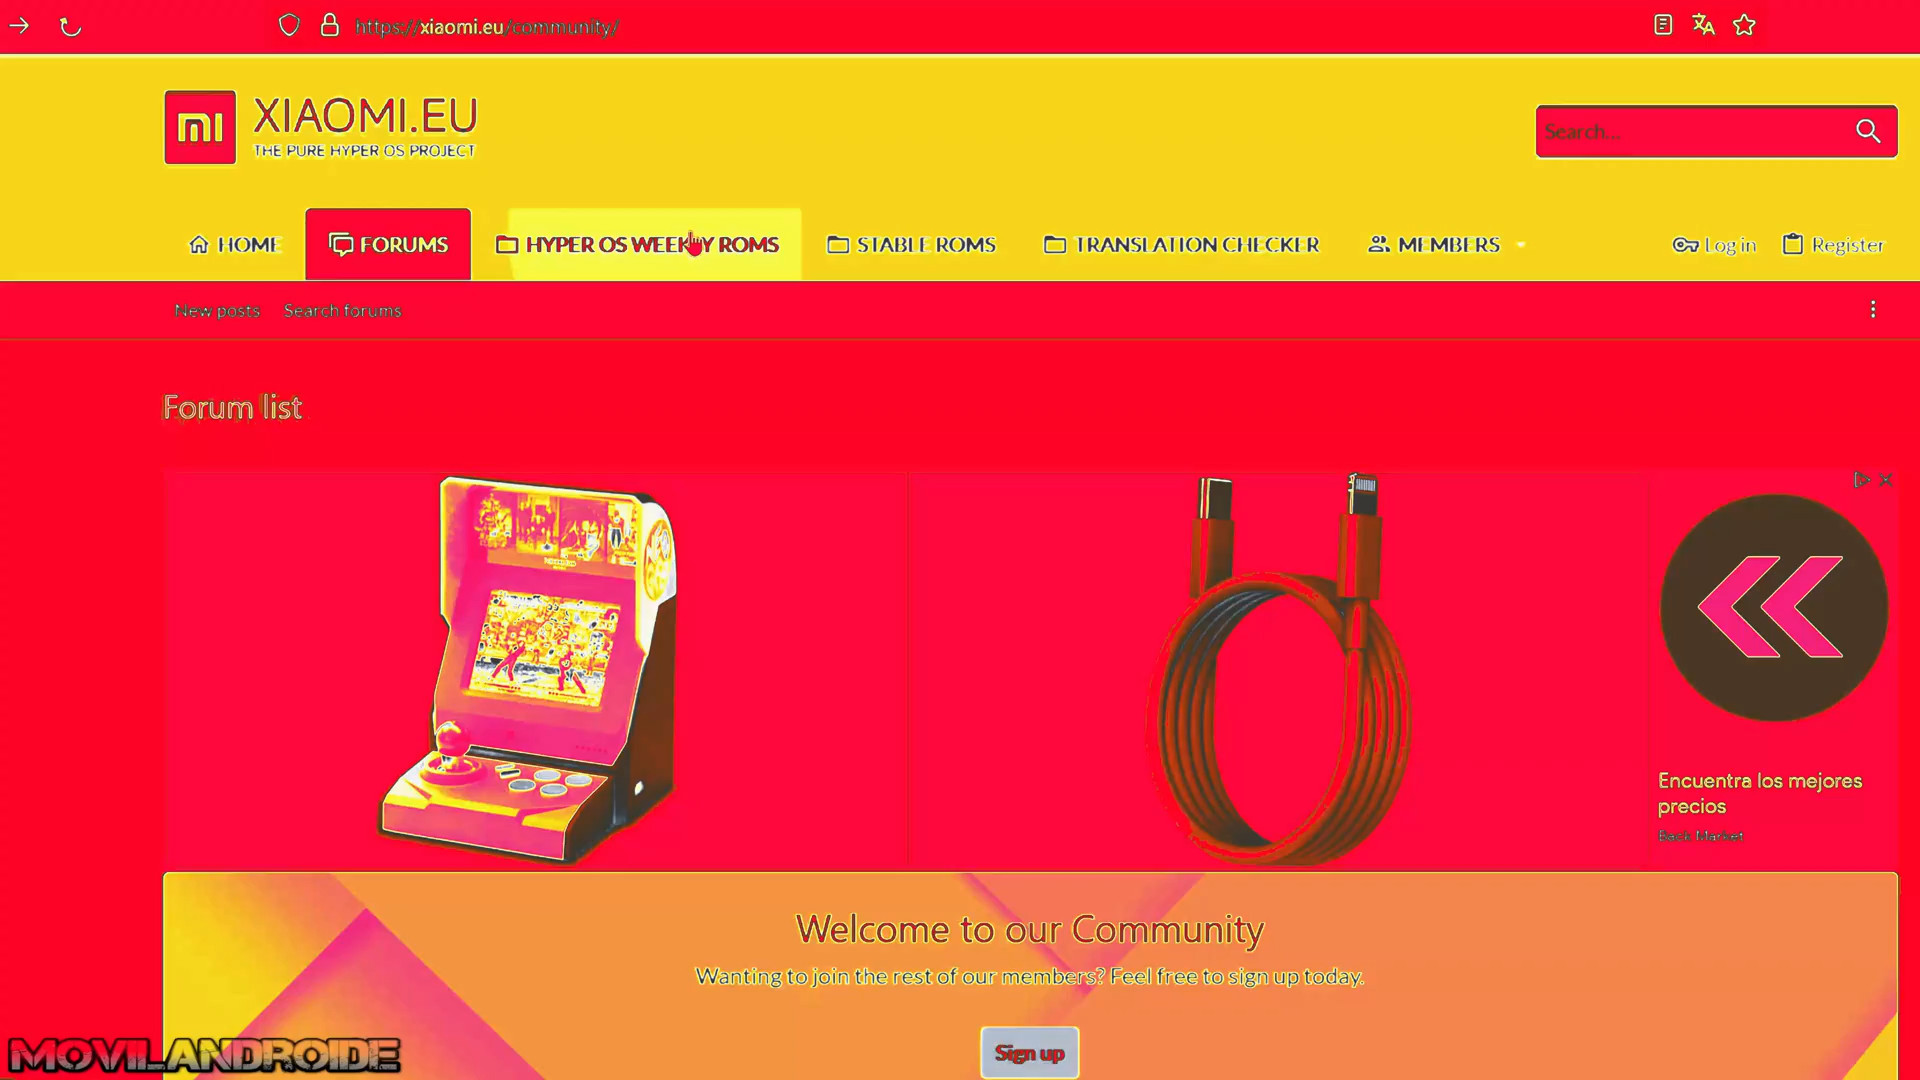 https://xiaomi.eu/community/
mi
XIAOMI.EU
THE PURE HYPER OS PROJECT
Search...
HOME
FORUMS
HYPER OS WEEKLY ROMS
STABLE ROMS
TRANSLATION CHECKER
MEMBERS
Log in
Register
New posts
Search forums
Forum list
Encuentra los mejores
precios
Back Market
Welcome to our Community
Wanting to join the rest of our members? Feel free to sign up today.
Sign up
MOVILANDROIDE